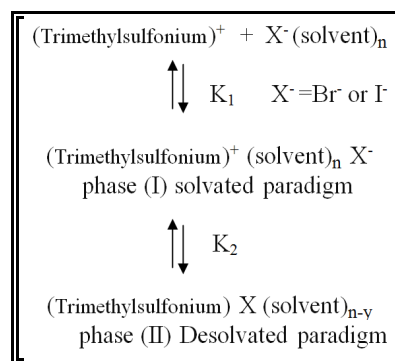 (Trimethylsulfonium)⁺ + X⁻(solvent)ₙ
K₁ X⁻=Br⁻ or I⁻
(Trimethylsulfonium)⁺ (solvent)ₙ X⁻
phase (I) solvated paradigm
K₂
(Trimethylsulfonium) X (solvent)ₙ₋ᵧ
phase (II) Desolvated paradigm